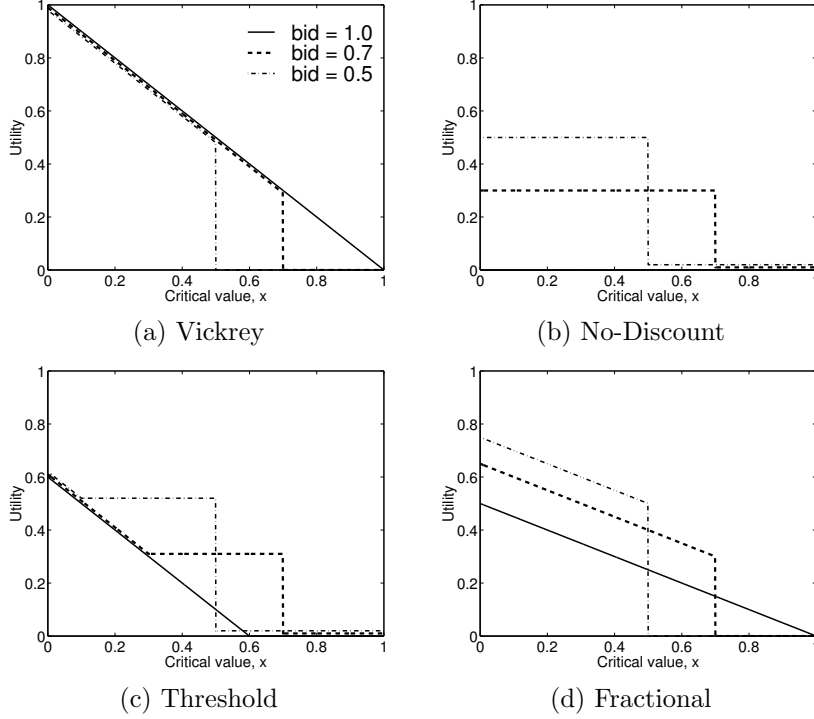 1
0.8
0.6
0.4
0.2
0
Utility
0 0.2 0.4 0.6 0.8 1
Critical value, x
bid = 1.0
bid = 0.7
bid = 0.5
(a) Vickrey
1
0.8
0.6
0.4
0.2
0
Utility
0 0.2 0.4 0.6 0.8 1
Critical value, x
(b) No-Discount
1
0.8
0.6
0.4
0.2
0
Utility
0 0.2 0.4 0.6 0.8 1
Critical value, x
(c) Threshold
1
0.8
0.6
0.4
0.2
0
Utility
0 0.2 0.4 0.6 0.8 1
Critical value, x
(d) Fractional